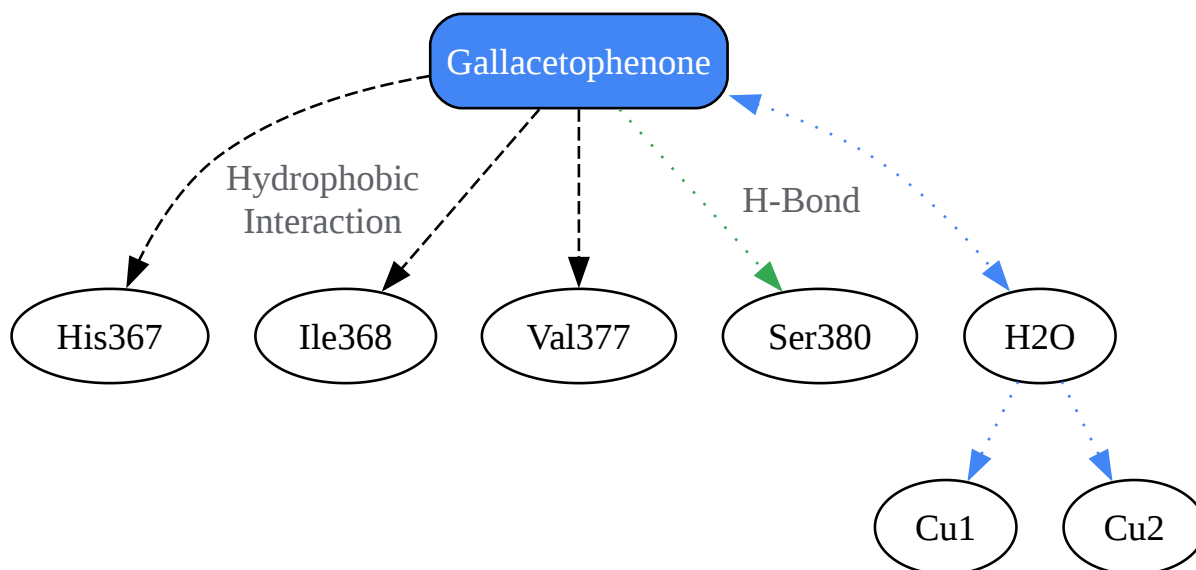 Gallacetophenone
Hydrophobic
Interaction
H-Bond
His367
Ile368
Val377
Ser380
H2O
Cu1
Cu2